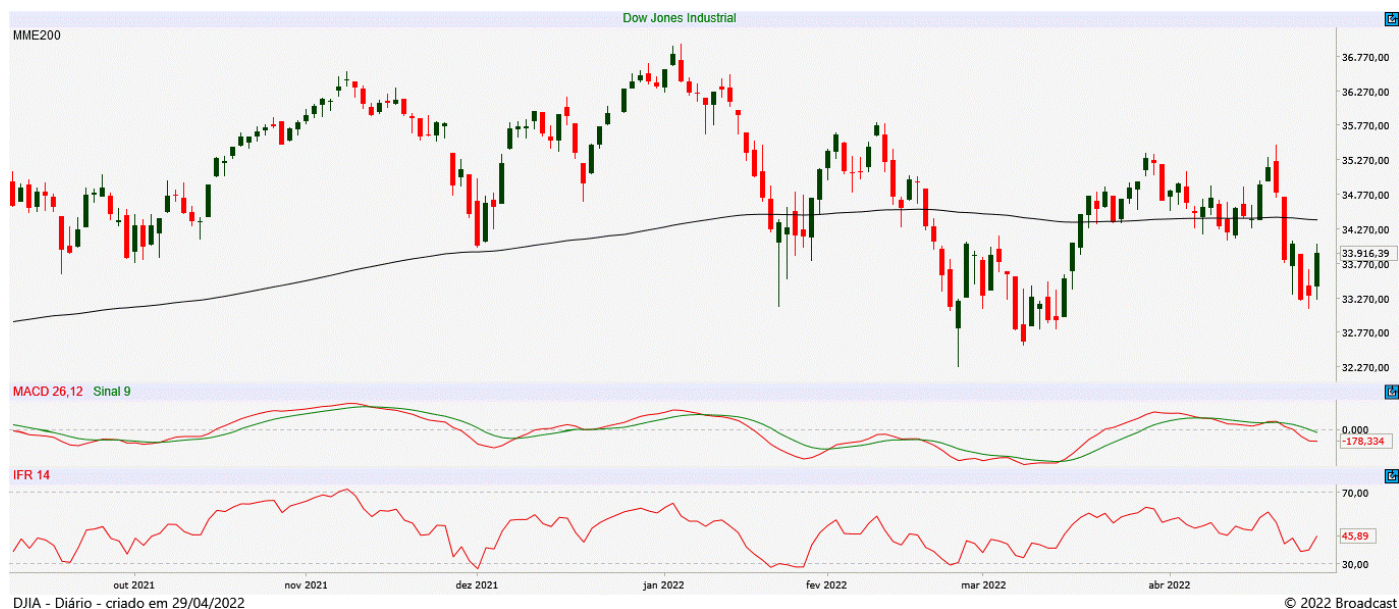 Dow Jones Industrial
MME200
36.770,00
36.270,00
35.770,00
35.270,00
34.770,00
34.270,00
33.916,39
33.770,00
33.270,00
32.770,00
32.270,00
MACD 26,12 Sinal 9
0.000
-178,334
IFR 14
70,00
45,89
30,00
out 2021 nov 2021 dez 2021 jan 2022 fev 2022 mar 2022 abr 2022
DJIA - Diário - criado em 29/04/2022 © 2022 Broadcast